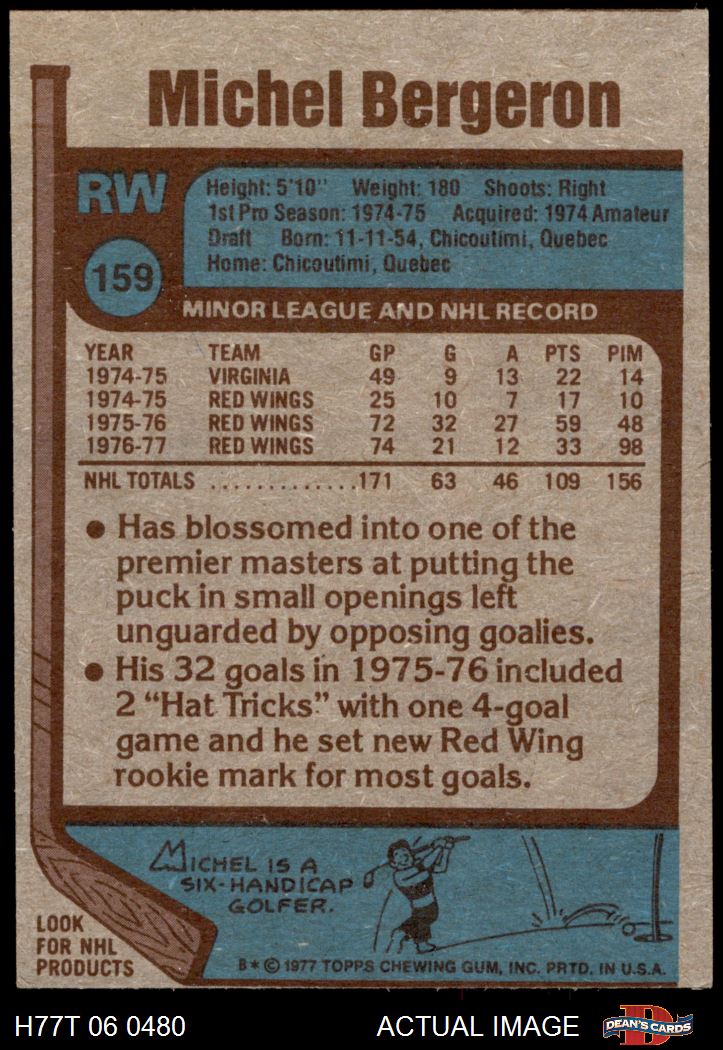 Michel Bergeron
RW
Height: 5'10" Weight: 180 Shoots: Right
1st Pro Season: 1974-75 Acquired: 1974 Amateur
Draft Born: 11-11-54, Chicoutimi, Quebec
Home: Chicoutimi, Quebec
159
MINOR LEAGUE AND NHL RECORD
YEAR TEAM GP G A PTS PIM
1974-75 VIRGINIA 49 9 13 22 14
1974-75 RED WINGS 25 10 7 17 10
1975-76 RED WINGS 72 32 27 59 48
1976-77 RED WINGS 74 21 12 33 98
NHL TOTALS .............171 63 46 109 156
● Has blossomed into one of the
premier masters at putting the
puck in small openings left
unguarded by opposing goalies.
● His 32 goals in 1975-76 included
2 “Hat Tricks” with one 4-goal
game and he set new Red Wing
rookie mark for most goals.
MICHEL IS A
SIX-HANDICAP
GOLFER.
LOOK
FOR NHL
PRODUCTS
B* © 1977 TOPPS CHEWING GUM, INC. PRTD. IN U.S.A.
H77T 06 0480 ACTUAL IMAGE
D
DEAN'S CARDS